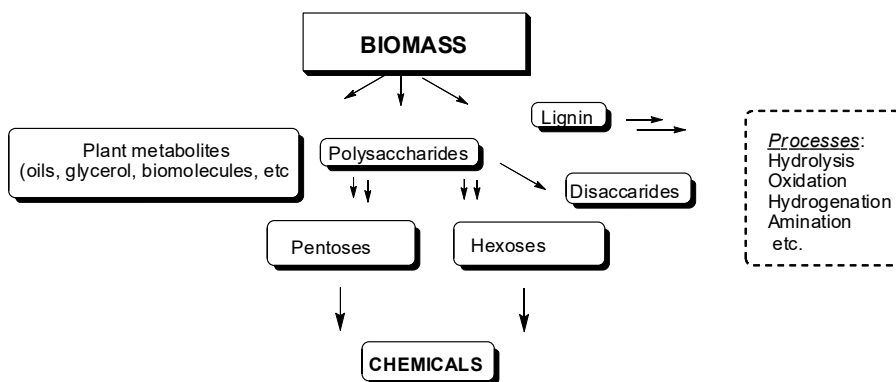 BIOMASS
Lignin
Plant metabolites
(oils, glycerol, biomolecules, etc
Polysaccharides
Disaccarides
Pentoses
Hexoses
CHEMICALS
Processes:
Hydrolysis
Oxidation
Hydrogenation
Amination
etc.